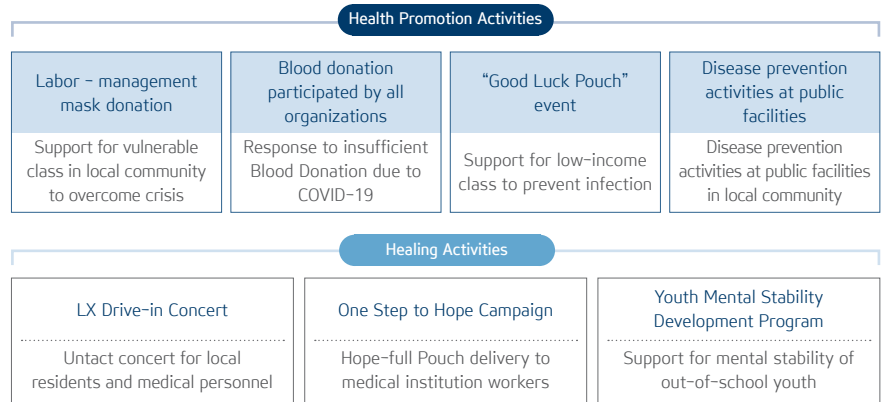 Health Promotion Activities
Labor - management
mask donation
Support for vulnerable
class in local community
to overcome crisis
Blood donation
participated by all
organizations
Response to insufficient
Blood Donation due to
COVID-19
“Good Luck Pouch”
event
Support for low-income
class to prevent infection
Disease prevention
activities at public
facilities
Disease prevention
activities at public facilities
in local community
Healing Activities
LX Drive-in Concert
Untact concert for local
residents and medical personnel
One Step to Hope Campaign
Hope-full Pouch delivery to
medical institution workers
Youth Mental Stability
Development Program
Support for mental stability of
out-of-school youth